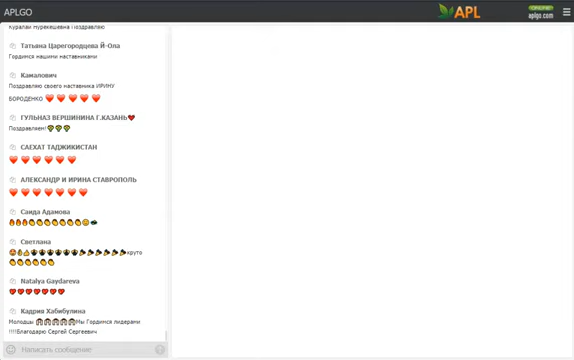 APLGO
APL
aplgo.com
Куралай Нурекешевна Поздравляю
Татьяна Царегородцева Й-Ола
Гордимся нашими наставниками
Камалович
Поздравляю своего наставника ИРИНУ
БОРОДЕНКО
ГУЛЬНАЗ ВЕРШИНИНА Г.КАЗАНЬ
Поздравляем!
САЕХАТ ТАДЖИКИСТАН
АЛЕКСАНДР И ИРИНА СТАВРОПОЛЬ
Саида Адамова
Светлана
круто
Natalya Gaydareva
Кадрия Хабибулина
Молодцы Мы Гордимся лидерами
!!!!Благодарю Сергей Сергеевич
Написать сообщение